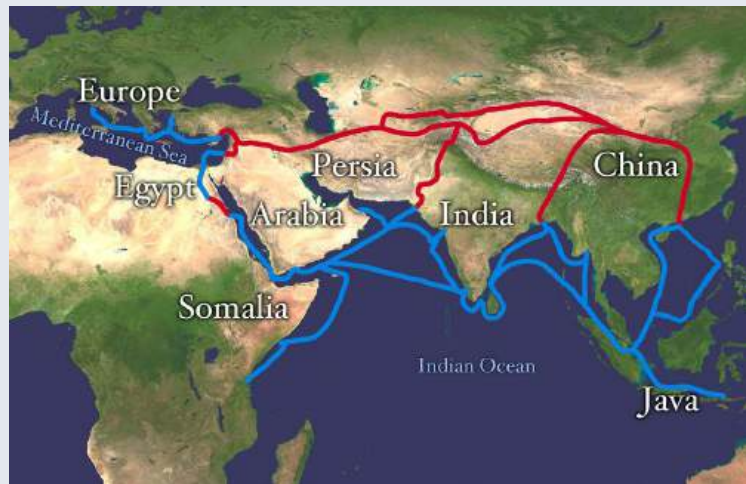 Europe
Mediterranean Sea
Persia
China
Egypt
Arabia
India
Somalia
Indian Ocean
Java